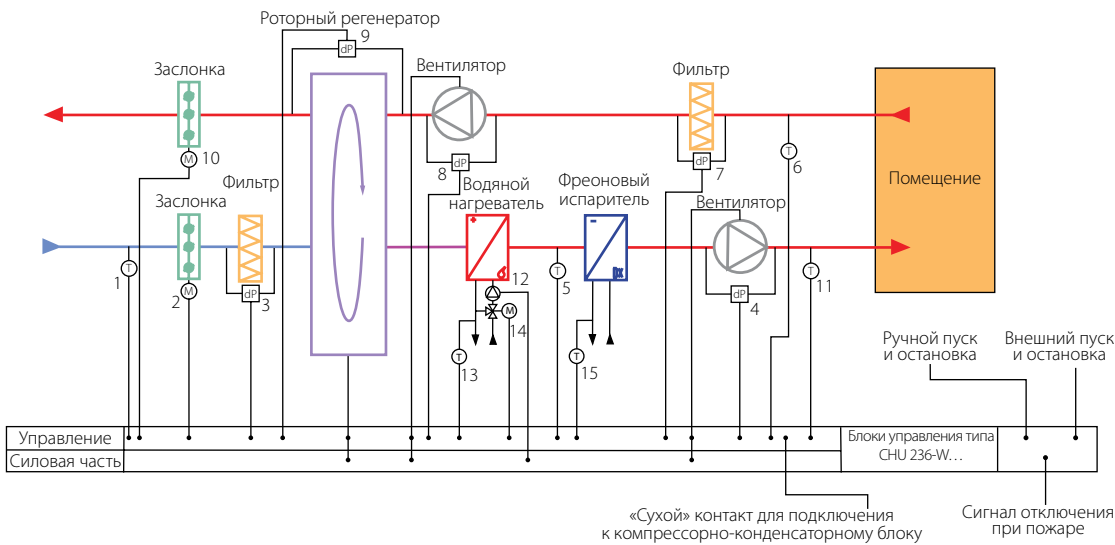 Роторный регенератор
9
dP
Заслонка
Вентилятор
Фильтр
M
10
dP
8
dP
7
T
6
Помещение
Заслонка
Фильтр
Водяной
нагреватель
Фреоновый
испаритель
Вентилятор
+
-
T
1
M
2
dP
3
12
M
14
T
13
T
5
T
15
dP
4
T
11
Ручной пуск
и остановка
Внешний пуск
и остановка
Управление
Силовая часть
Блоки управления типа
CHU 236-W...
«Сухой» контакт для подключения
к компрессорно-конденсаторному блоку
Сигнал отключения
при пожаре